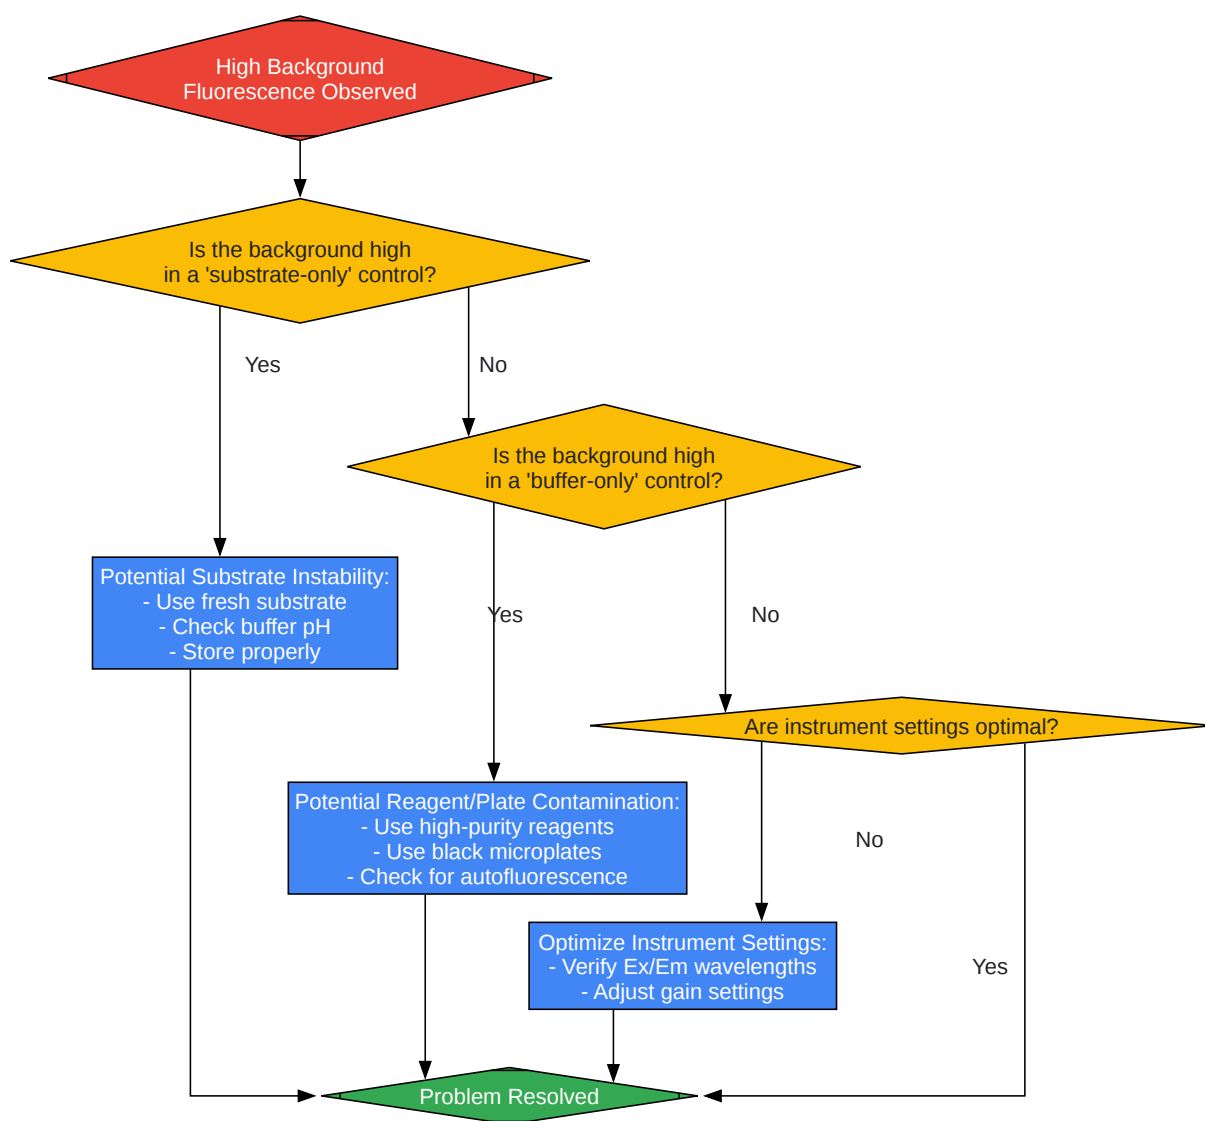 High Background
Fluorescence Observed
Is the background high
in a 'substrate-only' control?
Yes
No
Is the background high
in a 'buffer-only' control?
Potential Substrate Instability:
- Use fresh substrate
- Check buffer pH
- Store properly
Yes
No
Are instrument settings optimal?
Potential Reagent/Plate Contamination:
- Use high-purity reagents
- Use black microplates
- Check for autofluorescence
No
Optimize Instrument Settings:
- Verify Ex/Em wavelengths
- Adjust gain settings
Yes
Problem Resolved